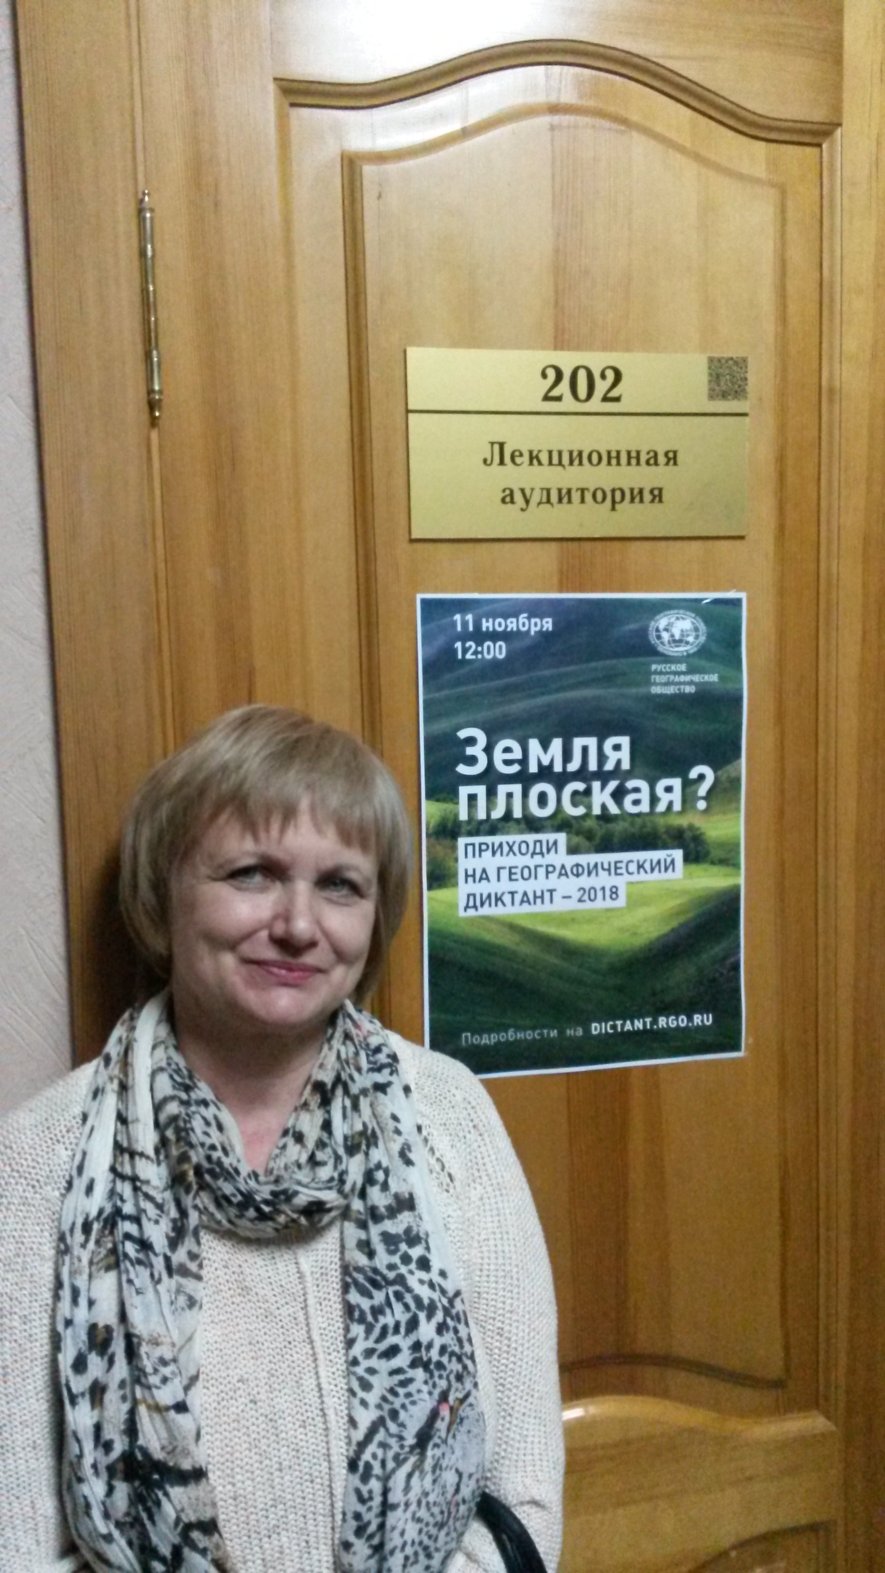 202
Лекционная
аудитория
11 ноября
12:00
РУССКОЕ
ГЕОГРАФИЧЕСКОЕ
ОБЩЕСТВО
Земля
плоская?
ПРИХОДИ
НА ГЕОГРАФИЧЕСКИЙ
ДИКТАНТ – 2018
Подробности на DICTANT.RGO.RU